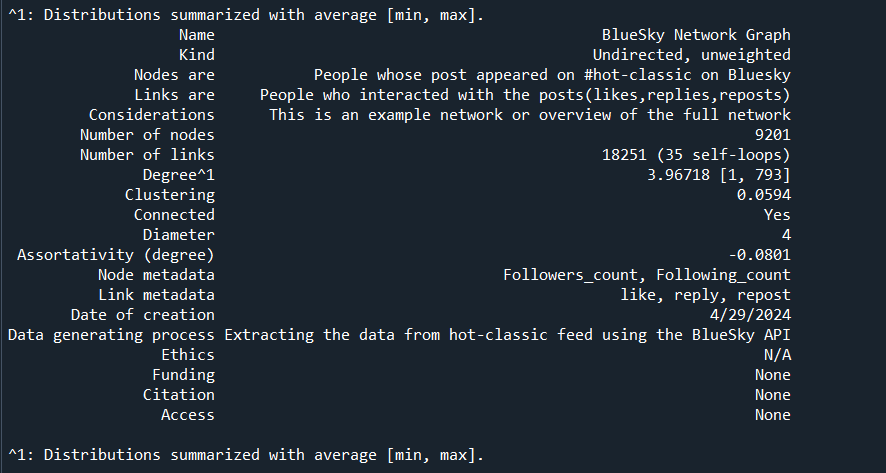 ^1: Distributions summarized with average [min, max].
Name BlueSky Network Graph
Kind Undirected, unweighted
Nodes are People whose post appeared on #hot-classic on Bluesky
Links are People who interacted with the posts(likes,replies,reposts)
Considerations This is an example network or overview of the full network
Number of nodes 9201
Number of links 18251 (35 self-loops)
Degree^1 3.96718 [1, 793]
Clustering 0.0594
Connected Yes
Diameter 4
Assortativity (degree) -0.0801
Node metadata Followers_count, Following_count
Link metadata like, reply, repost
Date of creation 4/29/2024
Data generating process Extracting the data from hot-classic feed using the BlueSky API
Ethics N/A
Funding None
Citation None
Access None
^1: Distributions summarized with average [min, max].